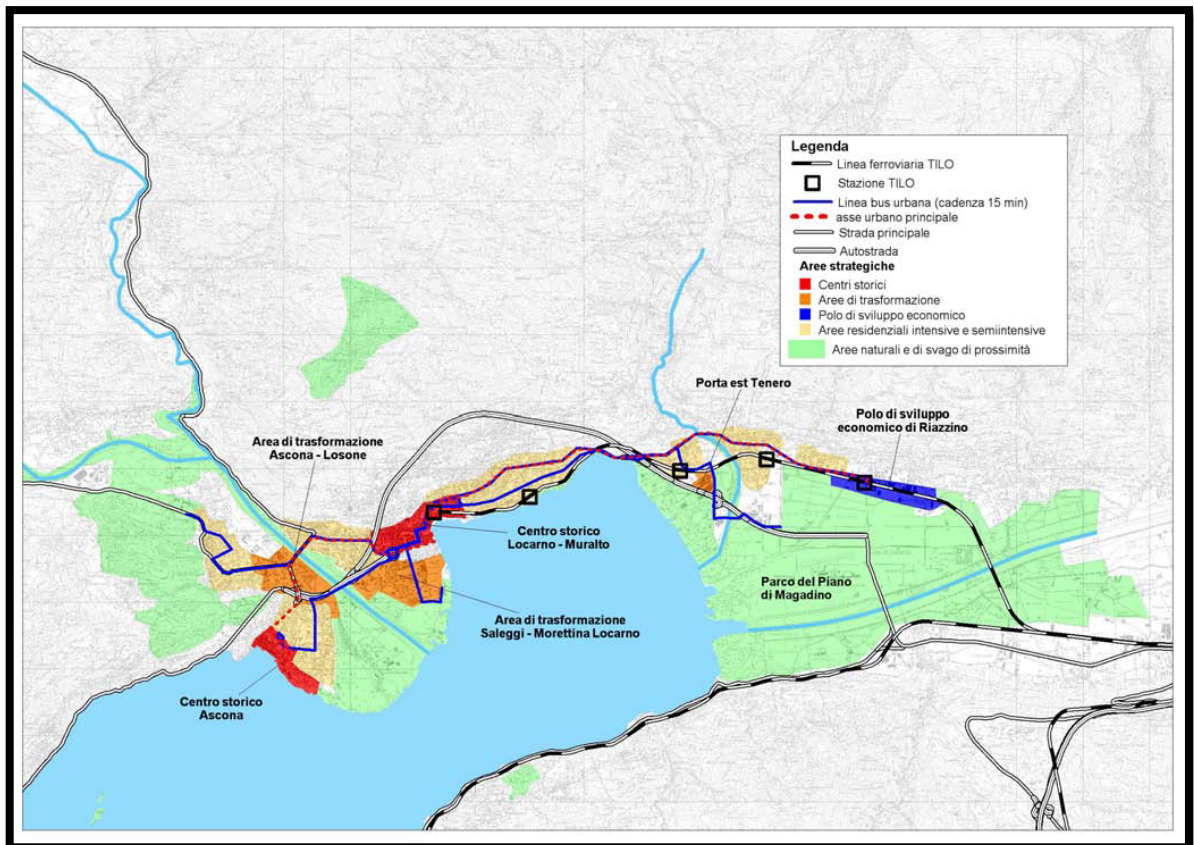 Legenda
Linea ferroviaria TILO
Stazione TILO
Linea bus urbana (cadenza 15 min)
asse urbano principale
Strada principale
Autostrada
Aree strategiche
Centri storici
Aree di trasformazione
Polo di sviluppo economico
Aree residenziali intensive e semiintensive
Aree naturali e di svago di prossimità
Porta est Tenero
Polo di sviluppo
economico di Riazzino
Area di trasformazione
Ascona - Losone
Centro storico
Locarno - Muralto
Parco del Piano
di Magadino
Area di trasformazione
Saleggi - Morettina Locarno
Centro storico
Ascona